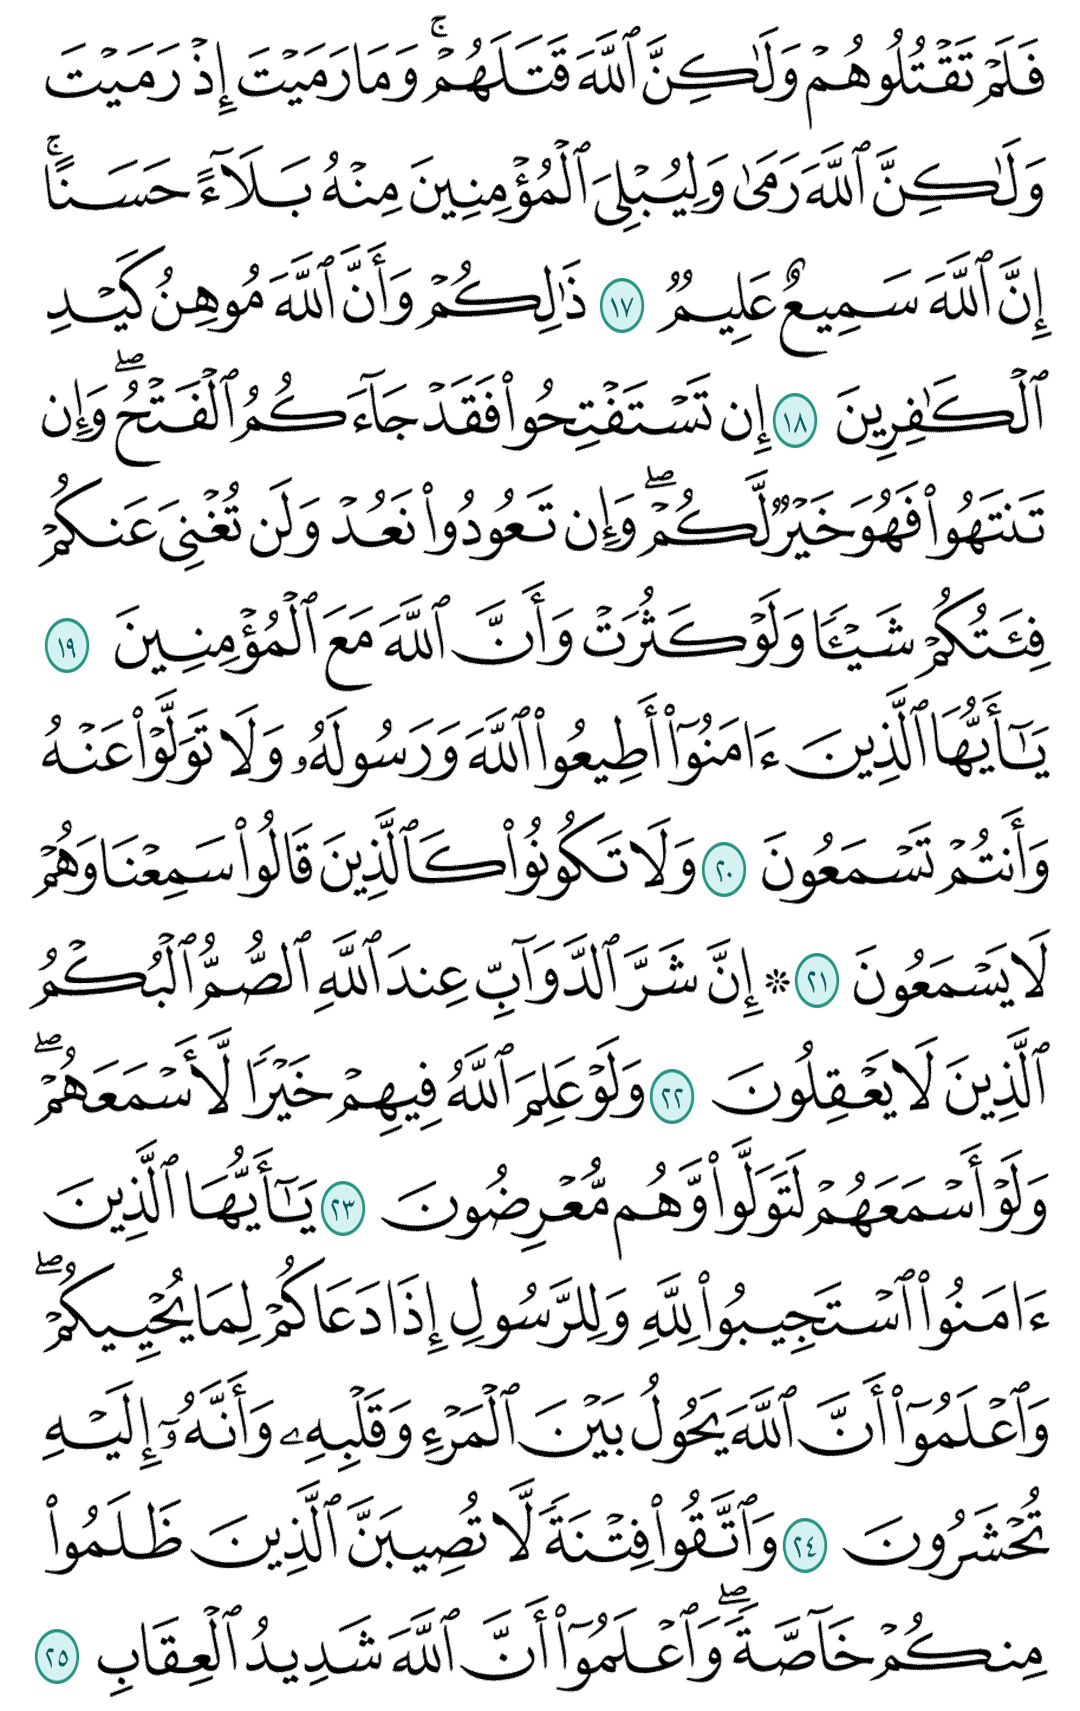 فَلَمْ تَقْتُلُوهُمْ وَلَٰكِنَّ ٱللَّهَ قَتَلَهُمْ ۚ وَمَا رَمَيْتَ إِذْ رَمَيْتَ
وَلَٰكِنَّ ٱللَّهَ رَمَىٰ وَلِيُبْلِىَ ٱلْمُؤْمِنِينَ مِنْهُ بَلَآءً حَسَنًا ۚ
إِنَّ ٱللَّهَ سَمِيعٌ عَلِيمٌ ١٧ ذَٰلِكُمْ وَأَنَّ ٱللَّهَ مُوهِنُ كَيْدِ
ٱلْكَٰفِرِينَ ١٨ إِن تَسْتَفْتِحُوا۟ فَقَدْ جَآءَكُمُ ٱلْفَتْحُ ۖ وَإِن
تَنتَهُوا۟ فَهُوَ خَيْرٌ لَّكُمْ ۖ وَإِن تَعُودُوا۟ نَعُدْ وَلَن تُغْنِىَ عَنكُمْ
فِئَتُكُمْ شَيْـًٔا وَلَوْ كَثُرَتْ وَأَنَّ ٱللَّهَ مَعَ ٱلْمُؤْمِنِينَ ١٩
يَٰٓأَيُّهَا ٱلَّذِينَ ءَامَنُوٓا۟ أَطِيعُوا۟ ٱللَّهَ وَرَسُولَهُۥ وَلَا تَوَلَّوْا۟ عَنْهُ
وَأَنتُمْ تَسْمَعُونَ ٢٠ وَلَا تَكُونُوا۟ كَٱلَّذِينَ قَالُوا۟ سَمِعْنَا وَهُمْ
لَا يَسْمَعُونَ ٢١ ۞ إِنَّ شَرَّ ٱلدَّوَآبِّ عِندَ ٱللَّهِ ٱلصُّمُّ ٱلْبُكْمُ
ٱلَّذِينَ لَا يَعْقِلُونَ ٢٢ وَلَوْ عَلِمَ ٱللَّهُ فِيهِمْ خَيْرًا لَّأَسْمَعَهُمْ ۖ
وَلَوْ أَسْمَعَهُمْ لَتَوَلَّوا۟ وَّهُم مُّعْرِضُونَ ٢٣ يَٰٓأَيُّهَا ٱلَّذِينَ
ءَامَنُوا۟ ٱسْتَجِيبُوا۟ لِلَّهِ وَلِلرَّسُولِ إِذَا دَعَاكُمْ لِمَا يُحْيِيكُمْ ۖ
وَٱعْلَمُوٓا۟ أَنَّ ٱللَّهَ يَحُولُ بَيْنَ ٱلْمَرْءِ وَقَلْبِهِۦ وَأَنَّهُۥٓ إِلَيْهِ
تُحْشَرُونَ ٢٤ وَٱتَّقُوا۟ فِتْنَةً لَّا تُصِيبَنَّ ٱلَّذِينَ ظَلَمُوا۟
مِنكُمْ خَآصَّةً ۖ وَٱعْلَمُوٓا۟ أَنَّ ٱللَّهَ شَدِيدُ ٱلْعِقَابِ ٢٥